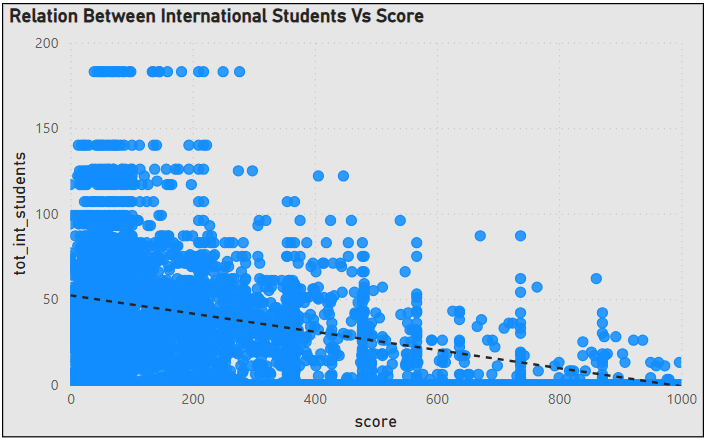 Relation Between International Students Vs Score
200
150
100
50
0
tot_int_students
0 200 400 600 800 1000
score